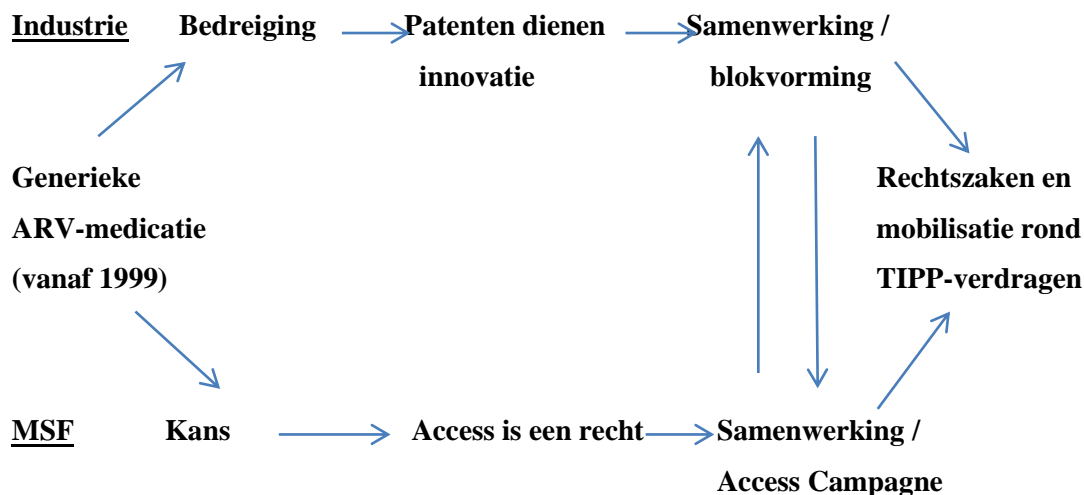 Industrie Bedreiging Patenten dienen Samenwerking /
innovatie blokvorming
Generieke Rechtszaken en
ARV-medicatie mobilisatie rond
(vanaf 1999) TIPP-verdragen
MSF Kans Access is een recht Samenwerking /
Access Campagne